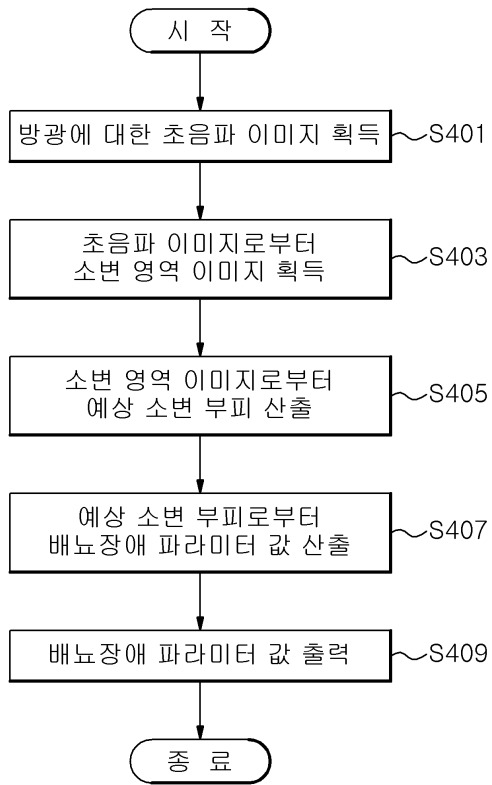 시 작
방광에 대한 초음파 이미지 획득
S401
초음파 이미지로부터
소변 영역 이미지 획득
S403
소변 영역 이미지로부터
예상 소변 부피 산출
S405
예상 소변 부피로부터
배뇨장애 파라미터 값 산출
S407
배뇨장애 파라미터 값 출력
S409
종 료